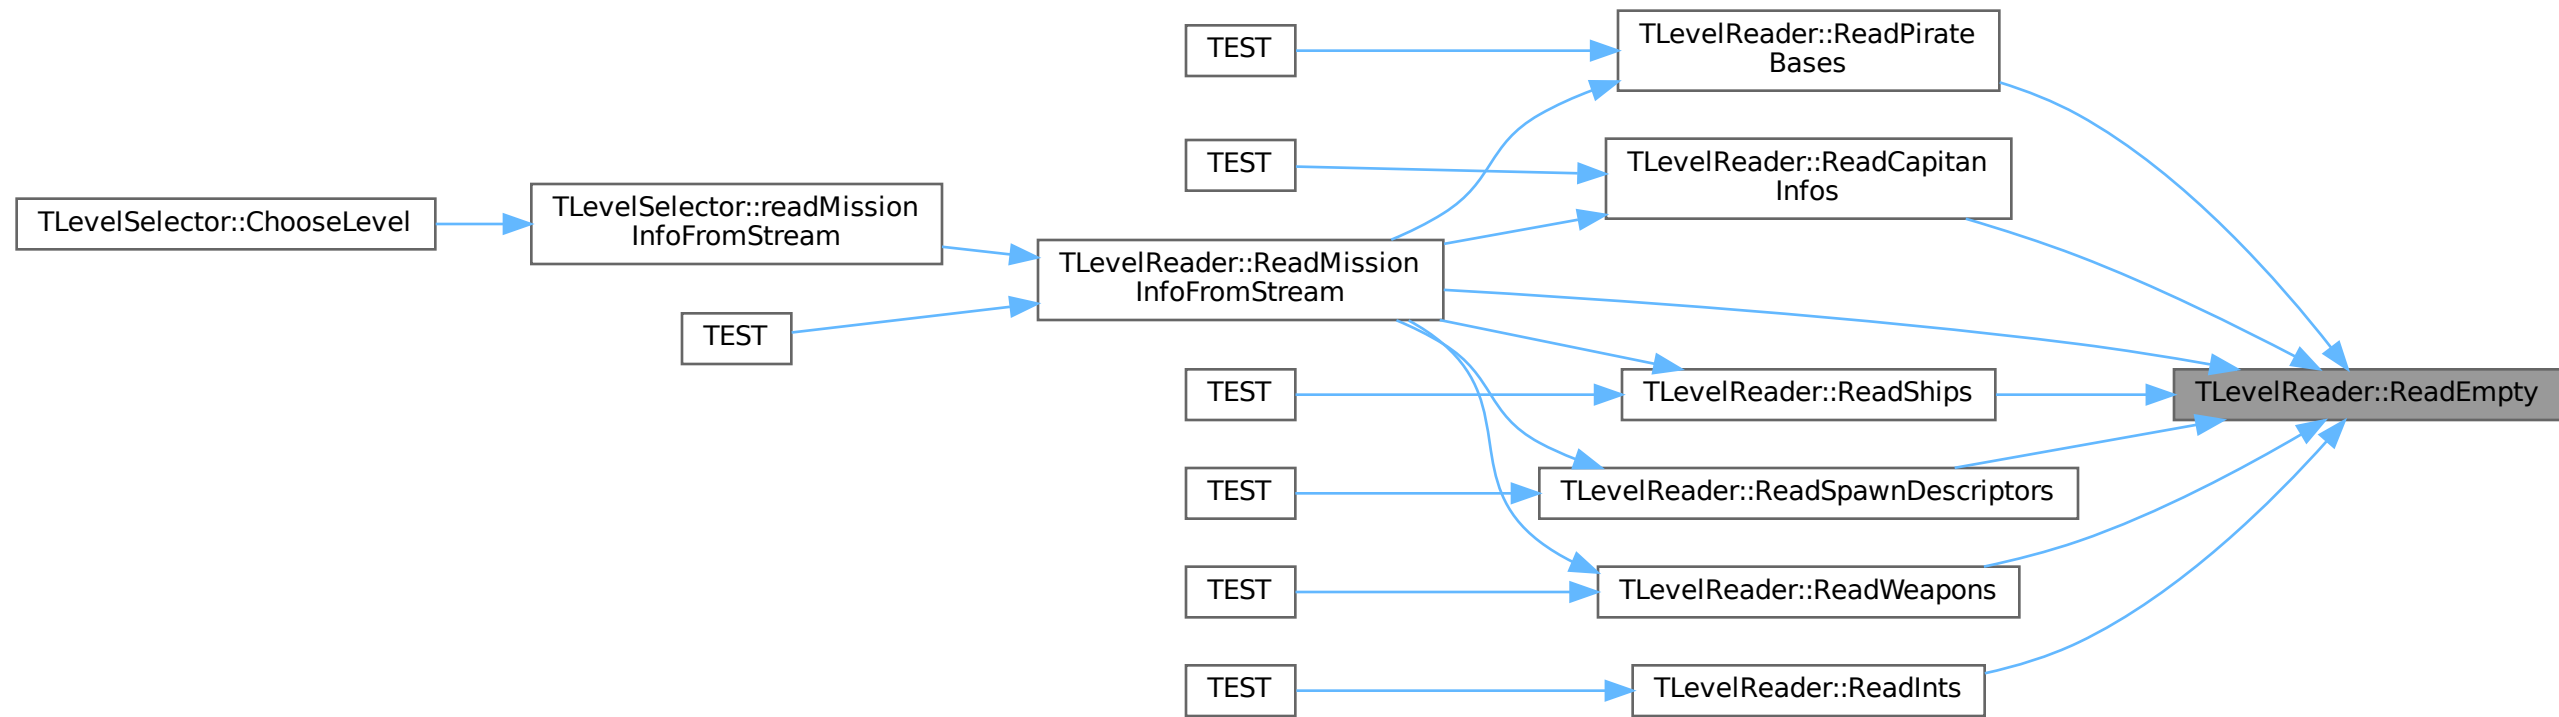 TLevelSelector::ChooseLevel
TLevelSelector::readMission
InfoFromStream
TEST
TLevelReader::ReadMission
InfoFromStream
TEST
TEST
TEST
TEST
TEST
TEST
TLevelReader::ReadPirate
Bases
TLevelReader::ReadCapitan
Infos
TLevelReader::ReadShips
TLevelReader::ReadSpawnDescriptors
TLevelReader::ReadWeapons
TLevelReader::ReadInts
TLevelReader::ReadEmpty